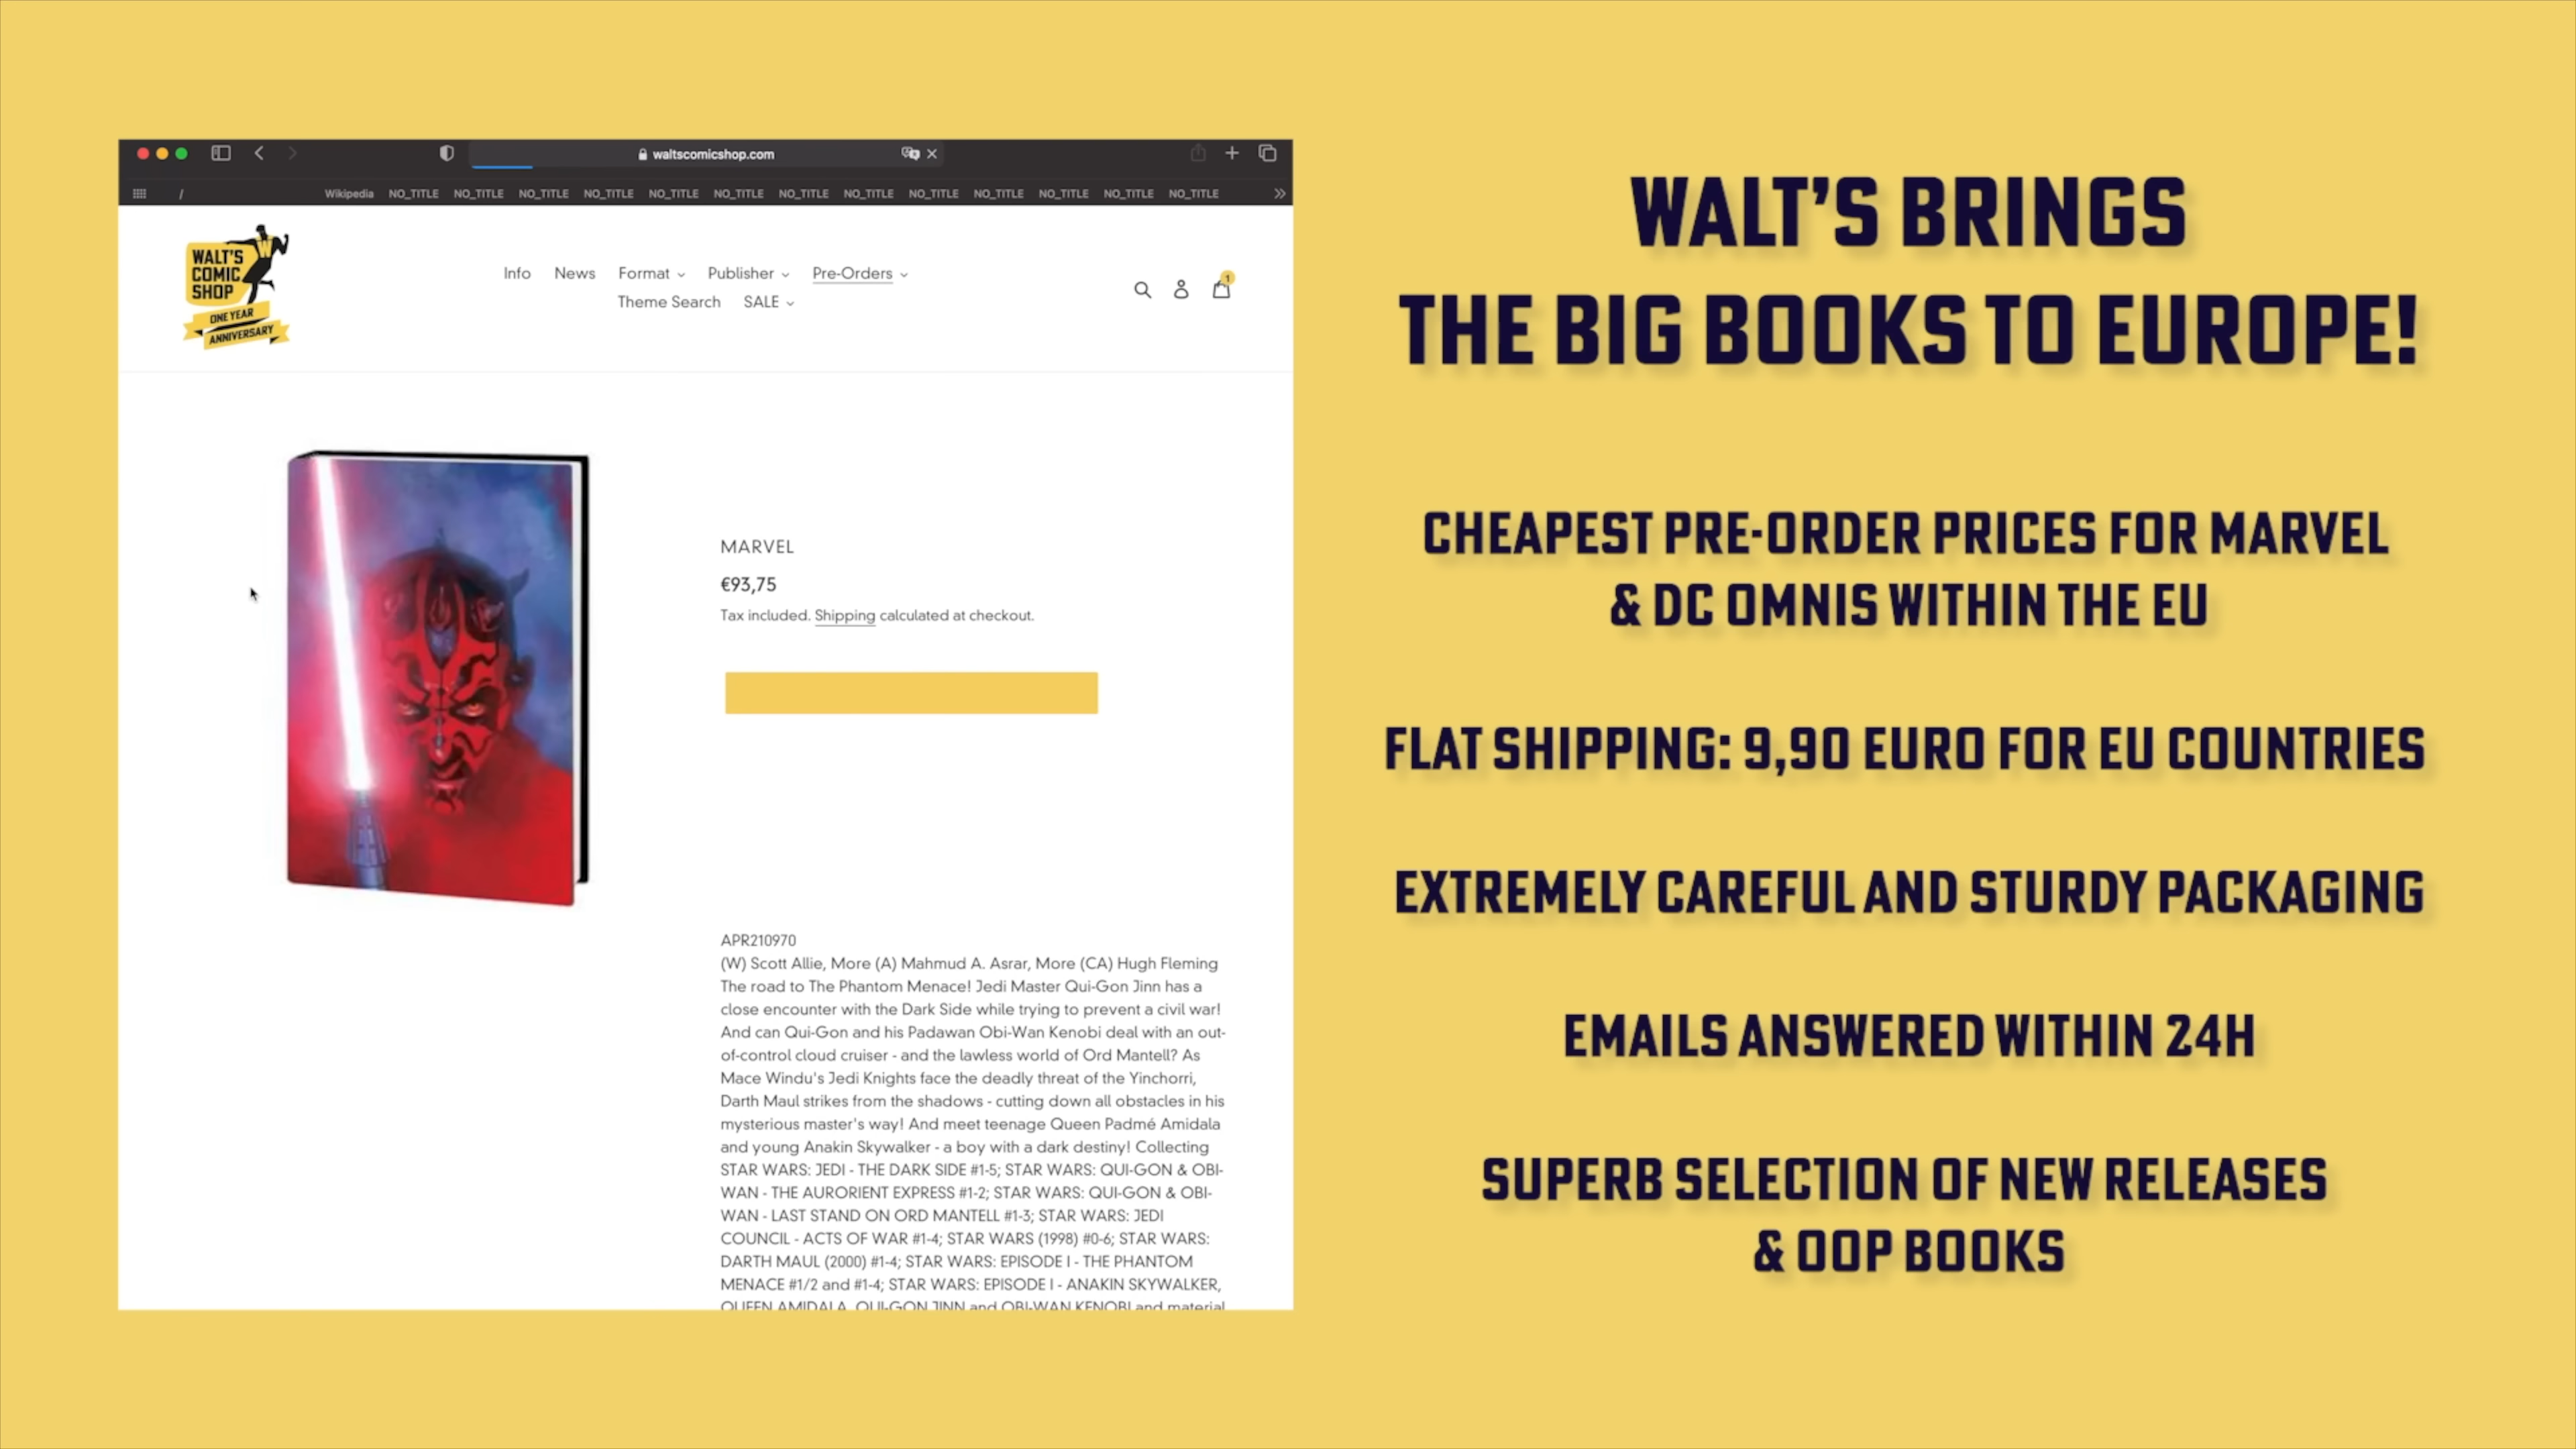 waltscomicshop.com
/
Wikipedia NO_TITLE NO_TITLE NO_TITLE NO_TITLE NO_TITLE NO_TITLE NO_TITLE NO_TITLE NO_TITLE NO_TITLE NO_TITLE NO_TITLE NO_TITLE
WALT'S
COMIC
SHOP
ONE YEAR
ANNIVERSARY
Info News Format Publisher Pre-Orders
Theme Search SALE
1
MARVEL
€93,75
Tax included. Shipping calculated at checkout.
APR210970
(W) Scott Allie, More (A) Mahmud A. Asrar, More (CA) Hugh Fleming
The road to The Phantom Menace! Jedi Master Qui-Gon Jinn has a
close encounter with the Dark Side while trying to prevent a civil war!
And can Qui-Gon and his Padawan Obi-Wan Kenobi deal with an out-
of-control cloud cruiser - and the lawless world of Ord Mantell? As
Mace Windu's Jedi Knights face the deadly threat of the Yinchorri,
Darth Maul strikes from the shadows - cutting down all obstacles in his
mysterious master's way! And meet teenage Queen Padmé Amidala
and young Anakin Skywalker - a boy with a dark destiny! Collecting
STAR WARS: JEDI - THE DARK SIDE #1-5; STAR WARS: QUI-GON & OBI-
WAN - THE AURORIENT EXPRESS #1-2; STAR WARS: QUI-GON & OBI-
WAN - LAST STAND ON ORD MANTELL #1-3; STAR WARS: JEDI
COUNCIL - ACTS OF WAR #1-4; STAR WARS (1998) #0-6; STAR WARS:
DARTH MAUL (2000) #1-4; STAR WARS: EPISODE I - THE PHANTOM
MENACE #1/2 and #1-4; STAR WARS: EPISODE I - ANAKIN SKYWALKER,
QUEEN AMIDALA, QUI-GON JINN and OBI-WAN KENOBI and material
WALT'S BRINGS
THE BIG BOOKS TO EUROPE!
CHEAPEST PRE-ORDER PRICES FOR MARVEL
& DC OMNIS WITHIN THE EU
FLAT SHIPPING: 9,90 EURO FOR EU COUNTRIES
EXTREMELY CAREFUL AND STURDY PACKAGING
EMAILS ANSWERED WITHIN 24H
SUPERB SELECTION OF NEW RELEASES
& OOP BOOKS